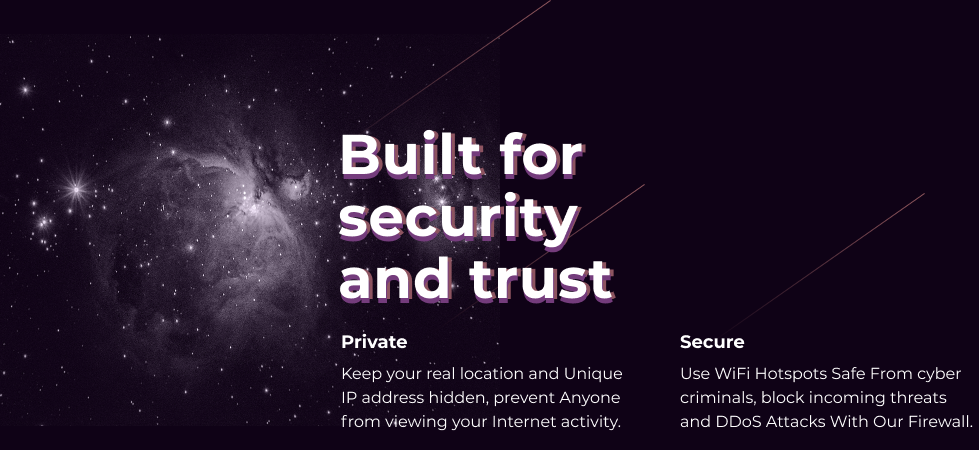 Built for
security
and trust
Private
Keep your real location and Unique
IP address hidden, prevent Anyone
from viewing your Internet activity.
Secure
Use WiFi Hotspots Safe From cyber
criminals, block incoming threats
and DDoS Attacks With Our Firewall.